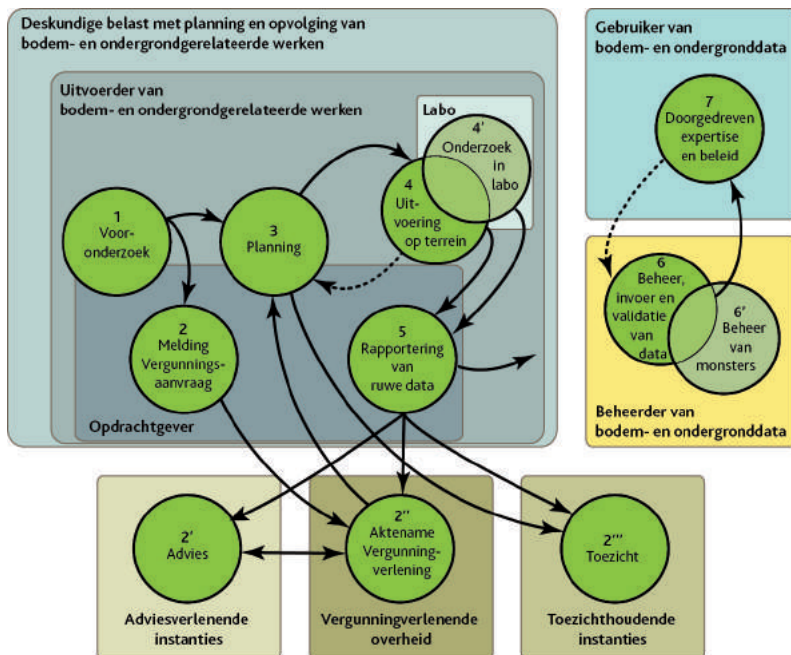 Deskundige belast met planning en opvolging van
bodem- en ondergrondgerelateerde werken
Uitvoerder van
bodem- en ondergrondgerelateerde werken
Labo
4'
Onderzoek
in
labo
4
Uit-
voering
op terrein
1
Voor-
onderzoek
3
Planning
2
Melding
Vergunnings-
aanvraag
5
Rapportering
van
ruwe data
Opdrachtgever
Gebruiker van
bodem- en ondergronddata
7
Doorgedreven
expertise
en beleid
6
Beheer,
invoer en
validatie
van
data
6'
Beheer
van
monsters
Beheerder van
bodem- en ondergronddata
2'
Advies
Adviesverlenende
instanties
2''
Aktename
Vergunning-
verlening
Vergunningverlenende
overheid
2'''
Toezicht
Toezichthoudende
instanties